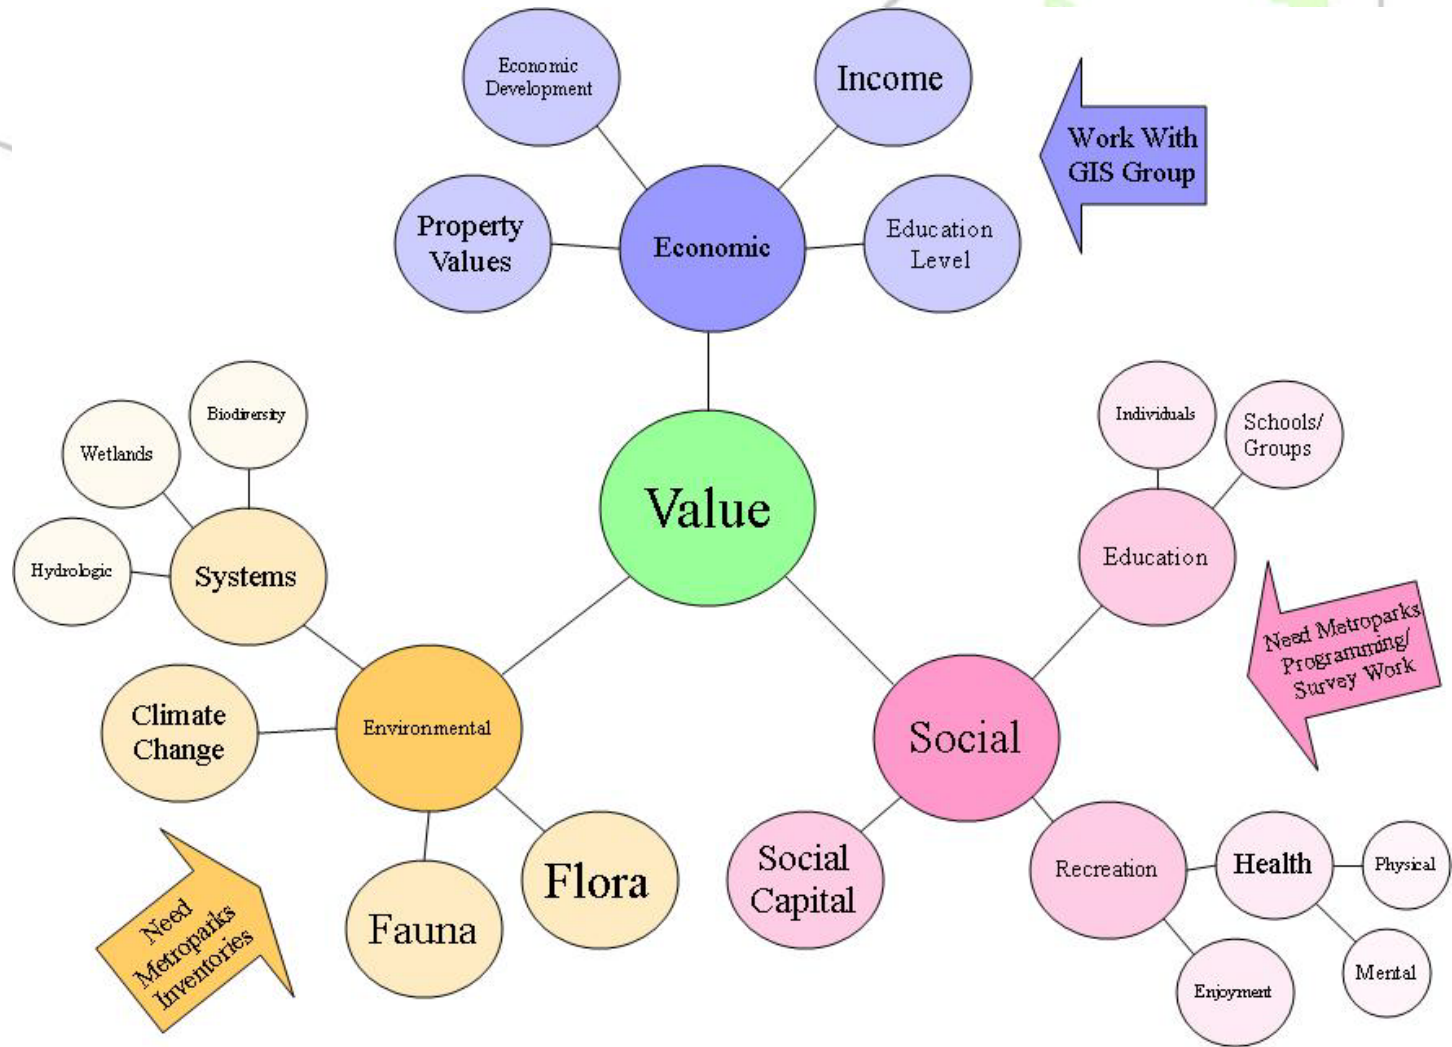 Economic
Development
Income
Work With
GIS Group
Property
Values
Economic
Education
Level
Biodiversity
Wetlands
Hydrologic
Systems
Value
Individuals
Schools/
Groups
Education
Need Metroparks
Programming/
Survey Work
Climate
Change
Environmental
Social
Flora
Fauna
Need
Metroparks
Inventories
Social
Capital
Recreation
Health
Physical
Mental
Enjoyment